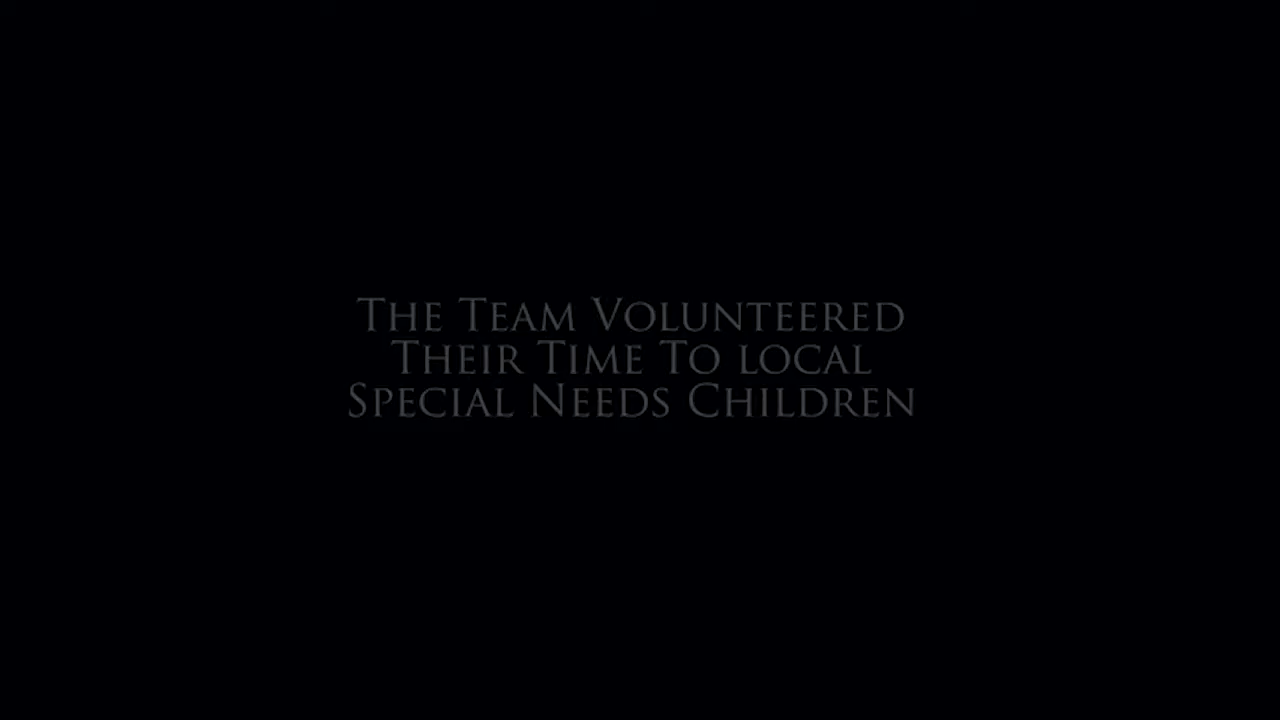 The Team Volunteered
Their Time To local
Special Needs Children